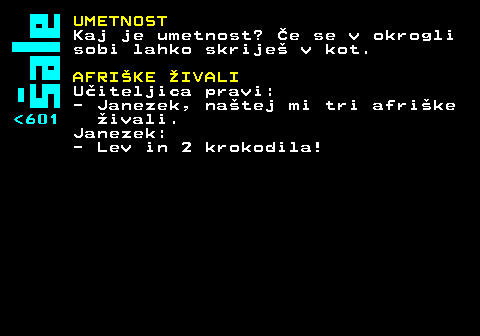 šale
<601
UMETNOST
Kaj je umetnost? Če se v okrogli
sobi lahko skriješ v kot.
AFRIŠKE ŽIVALI
Učiteljica pravi:
- Janezek, naštej mi tri afriške
živali.
Janezek:
- Lev in 2 krokodila!